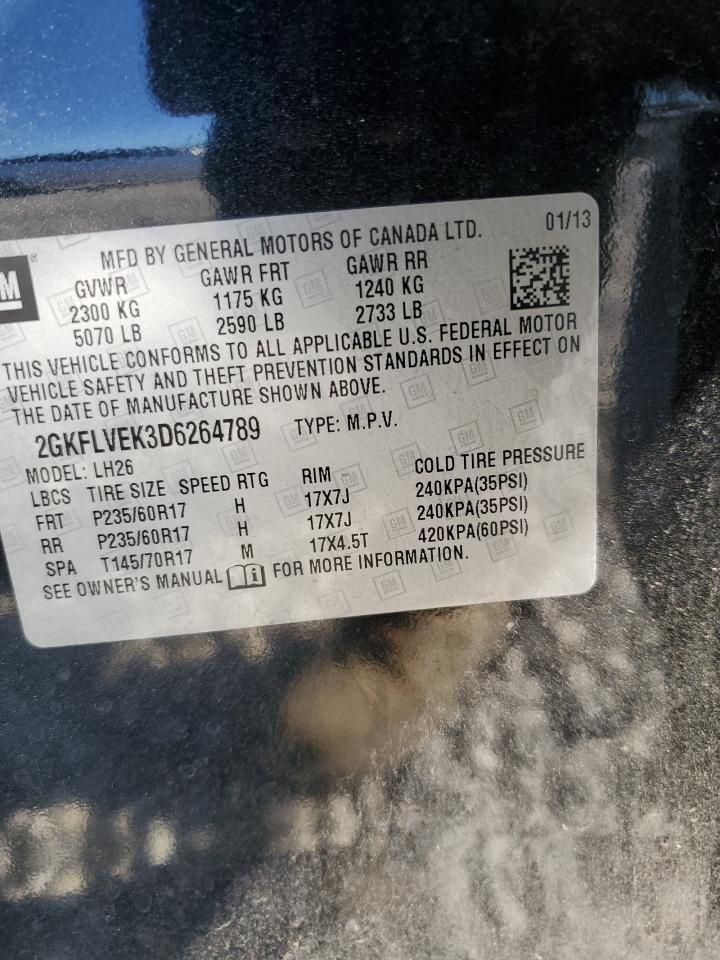 01/13
MFD BY GENERAL MOTORS OF CANADA LTD.
GM ®
GVWR GAWR FRT GAWR RR
2300 KG 1175 KG 1240 KG
5070 LB 2590 LB 2733 LB
THIS VEHICLE CONFORMS TO ALL APPLICABLE U.S. FEDERAL MOTOR
VEHICLE SAFETY AND THEFT PREVENTION STANDARDS IN EFFECT ON
THE DATE OF MANUFACTURE SHOWN ABOVE.
2GKFLVEK3D6264789 TYPE: M.P.V.
MODEL: LH26
LBCS TIRE SIZE SPEED RTG RIM COLD TIRE PRESSURE
FRT P235/60R17 H 17X7J 240KPA(35PSI)
RR P235/60R17 H 17X7J 240KPA(35PSI)
SPA T145/70R17 M 17X4.5T 420KPA(60PSI)
SEE OWNER'S MANUAL FOR MORE INFORMATION.